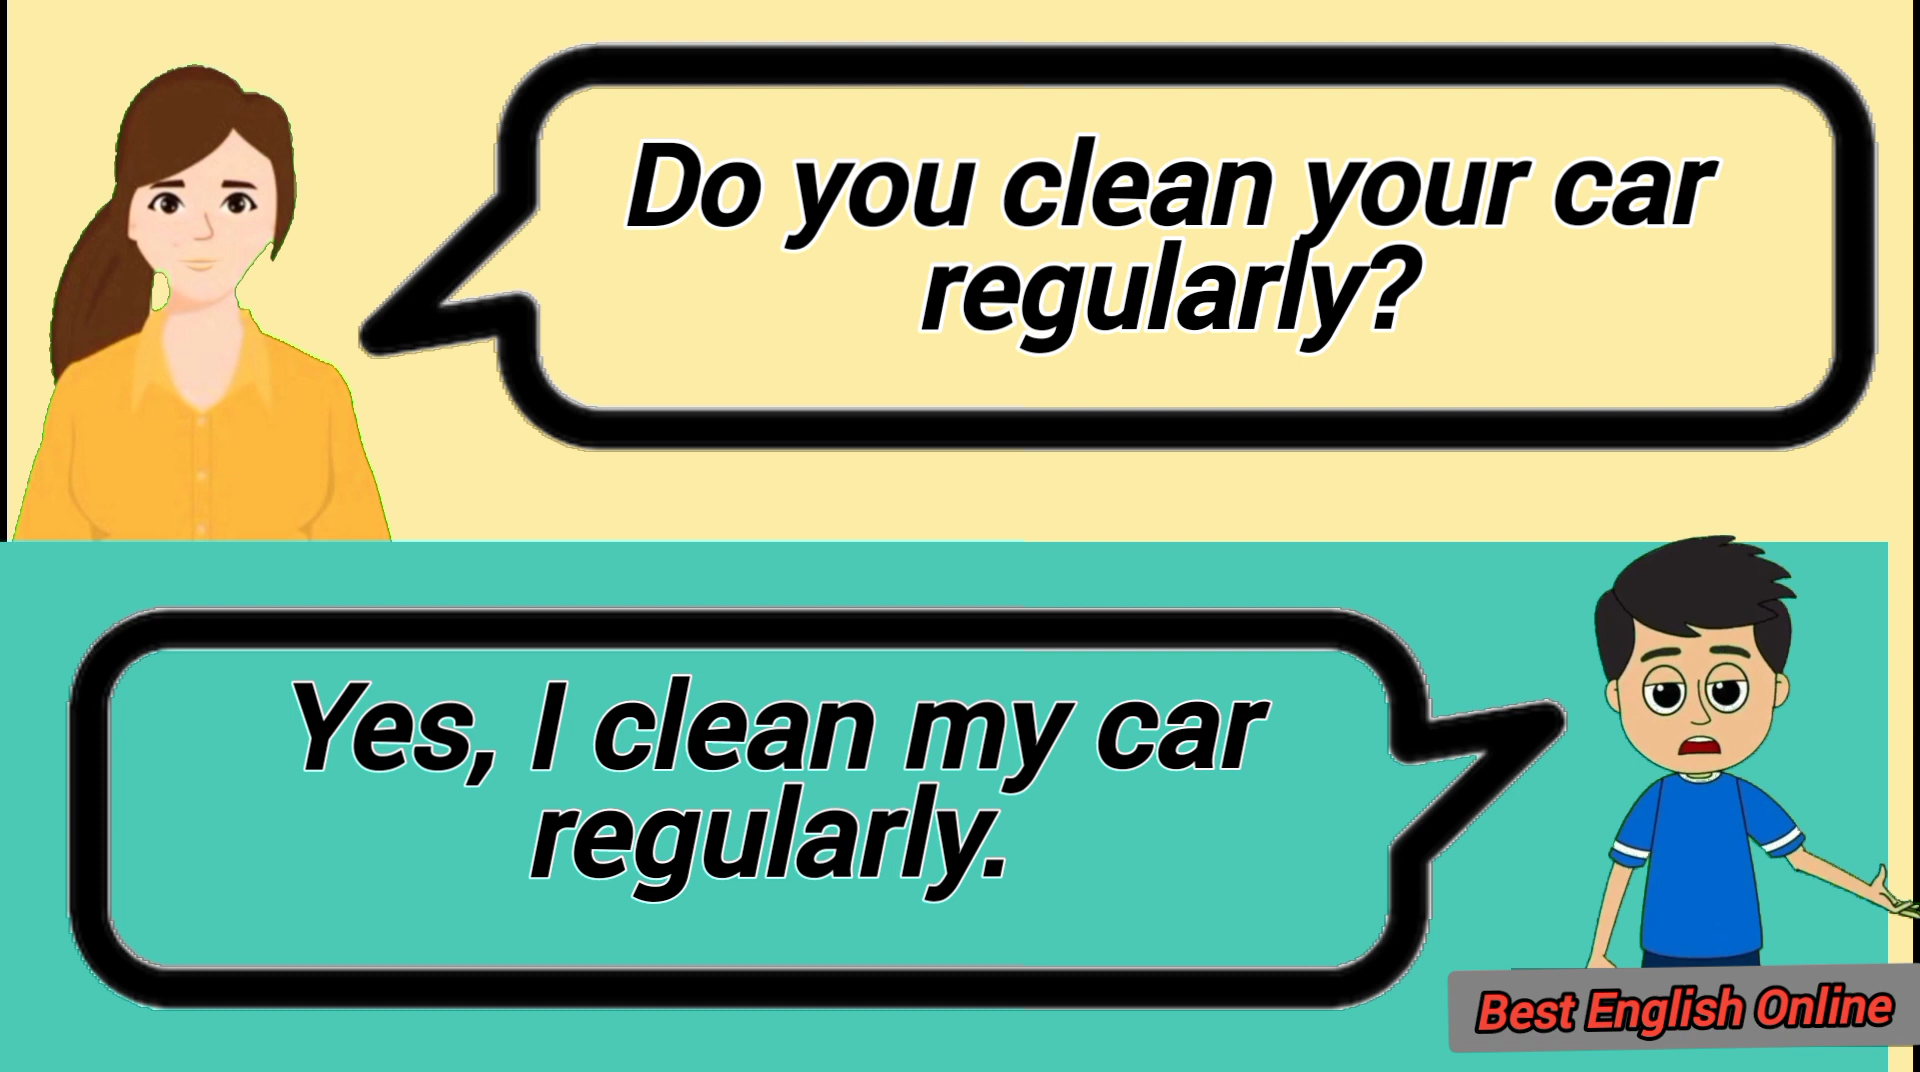 Do you clean your car
regularly?
Yes, I clean my car
regularly.
Best English Online